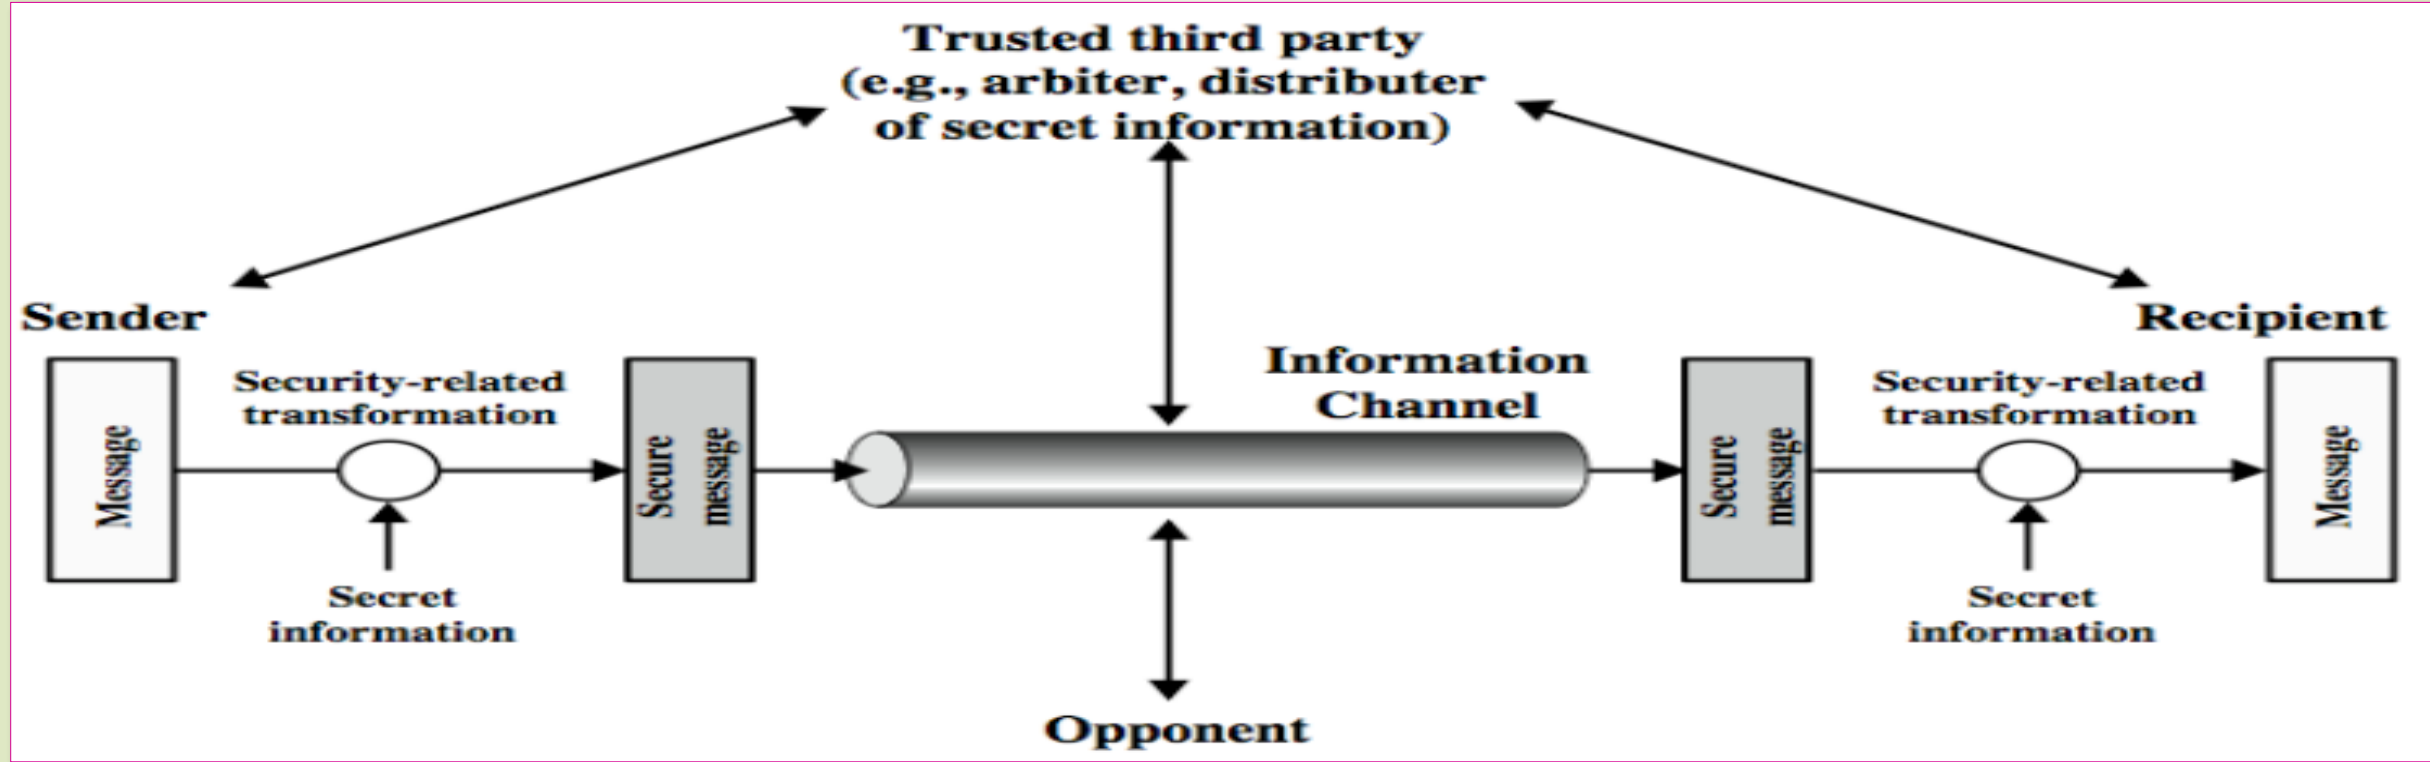 Trusted third party
(e.g., arbiter, distributer
of secret information)
Sender
Recipient
Information
Channel
Security-related
transformation
Security-related
transformation
Message
Secure
message
Secure
message
Message
Secret
information
Secret
information
Opponent